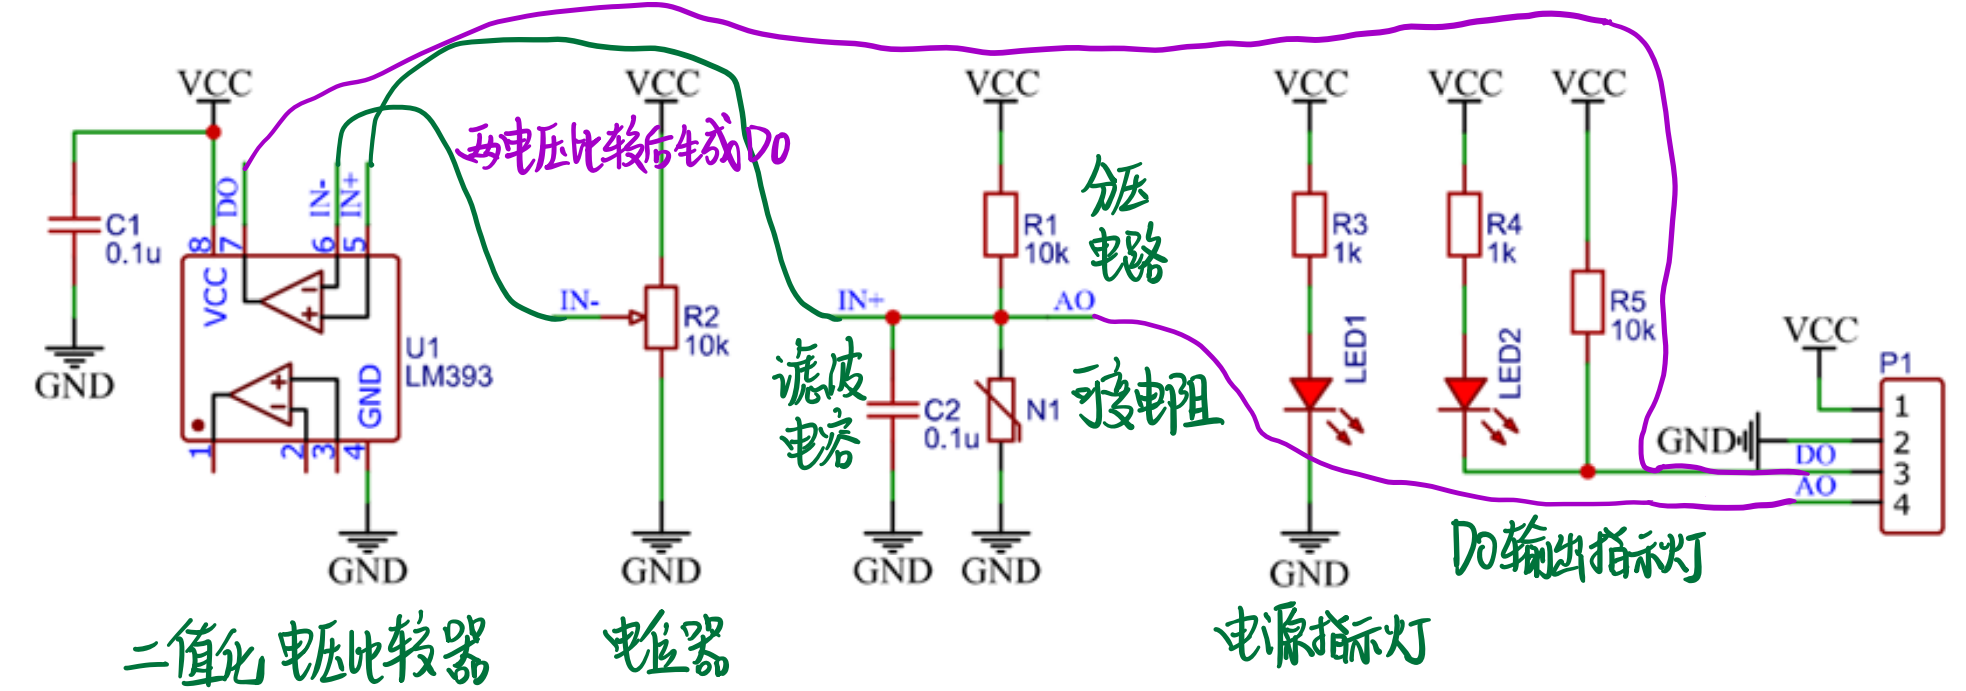 VCC
VCC
VCC
VCC
VCC
VCC
两电压比较后生成DO
分压
电路
DO
IN-
IN+
C1
0.1u
8
7
6
5
VCC
GND
U1
LM393
1
2
3
4
GND
GND
IN-
R2
10k
GND
IN+
AO
R1
10k
滤波
电容
C2
0.1u
N1
可变电阻
GND
GND
R3
1k
LED1
GND
R4
1k
LED2
R5
10k
VCC
P1
GND
DO
AO
1
2
3
4
DO输出指示灯
二值化 电压比较器
电位器
电源指示灯